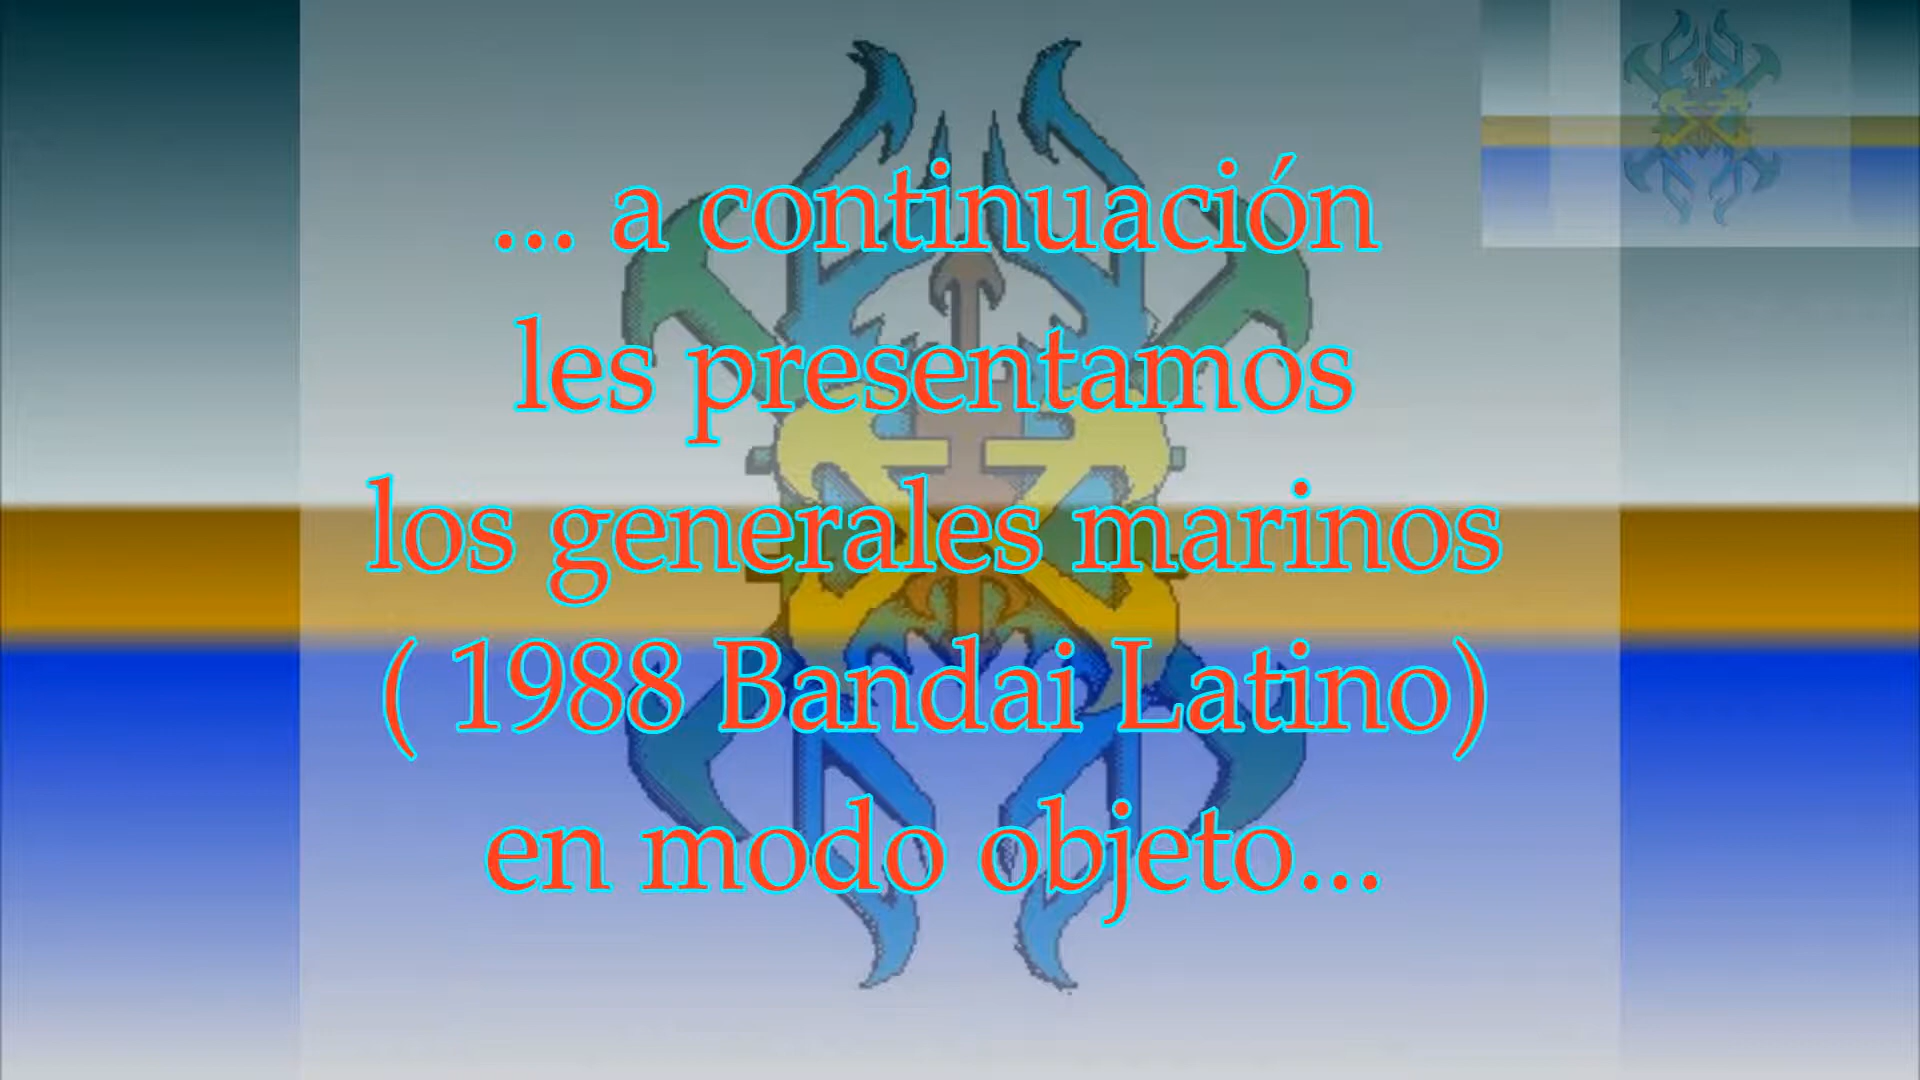 ... a continuación
les presentamos
los generales marinos
( 1988 Bandai Latino)
en modo objeto...